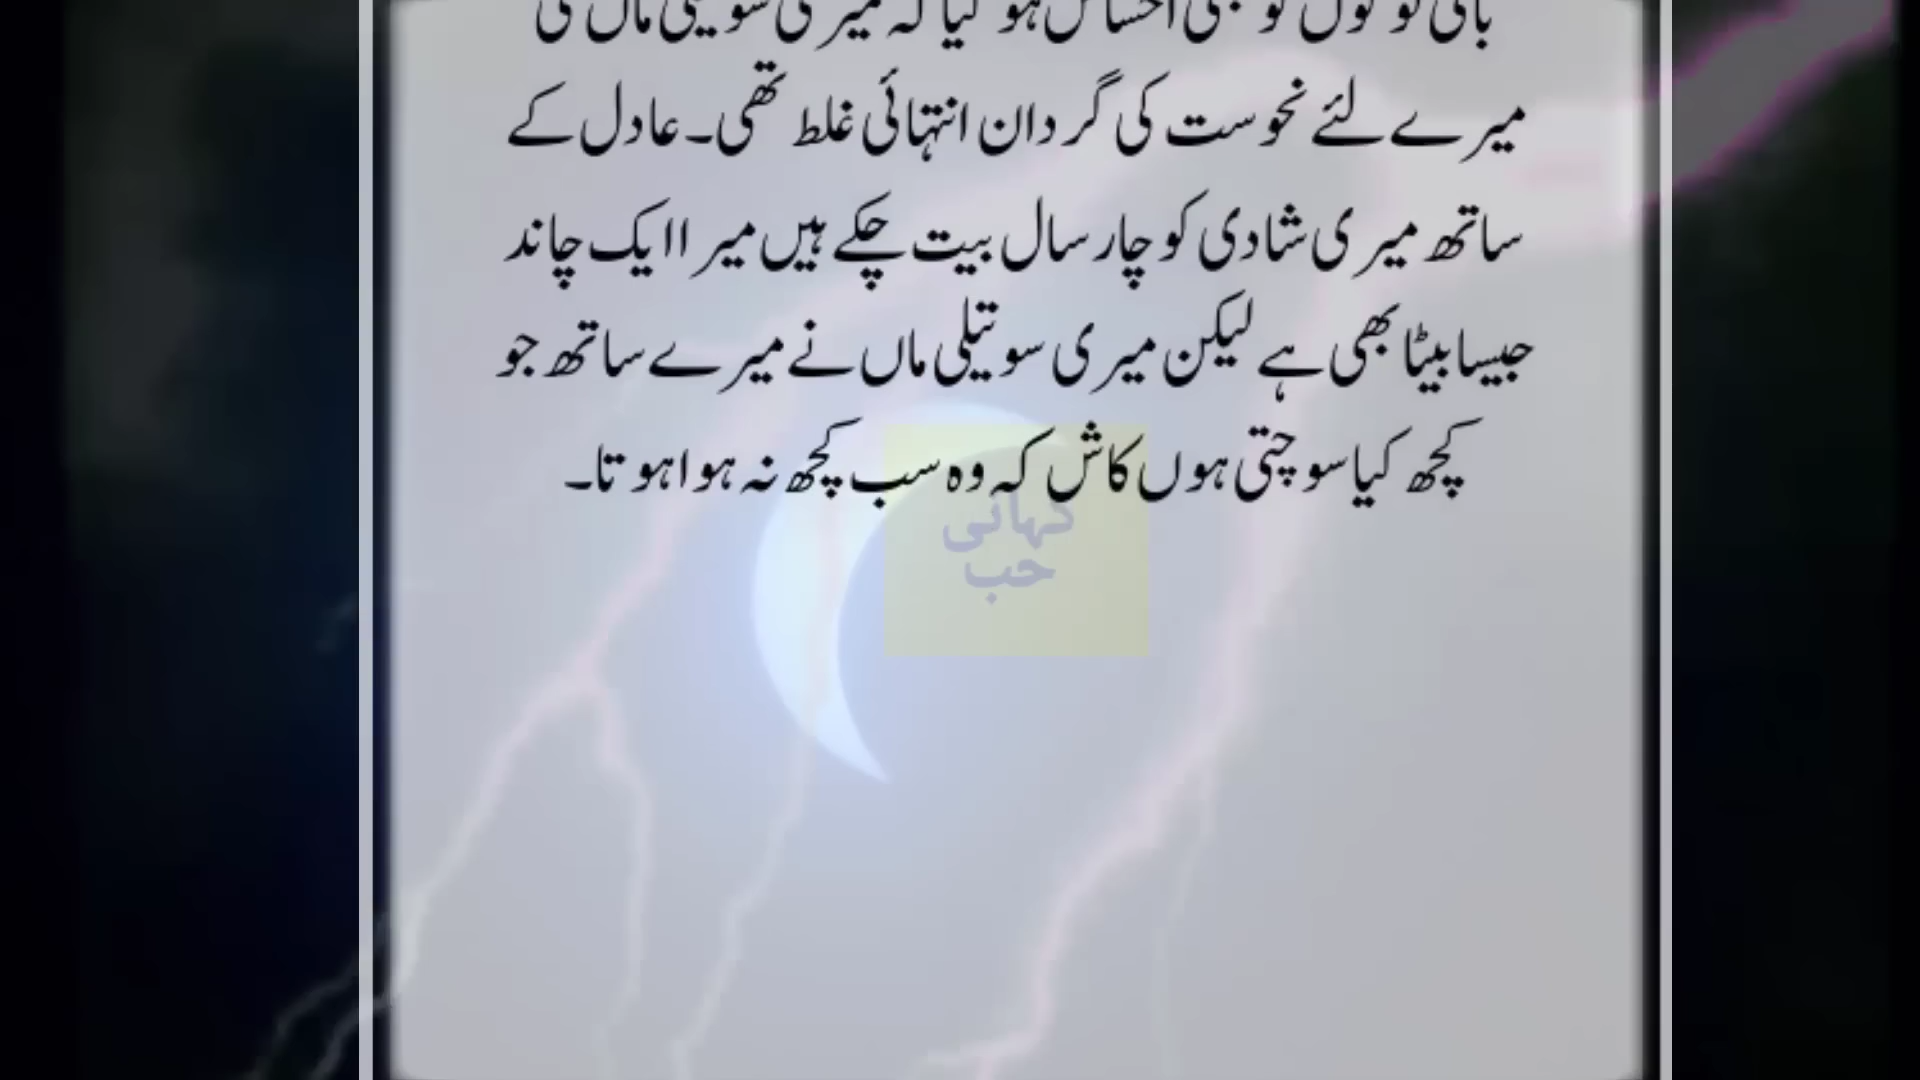 باقی لوگوں کو بھی احساس ہو گیا کہ میری سوتیلی ماں کی
میرے لئے نحوست کی گردان انتہائی غلط تھی۔ عادل کے
ساتھ میری شادی کو چار سال بیت چکے ہیں میرا ایک چاند
جیسا بیٹا بھی ہے لیکن میری سوتیلی ماں نے میرے ساتھ جو
کچھ کیا سوچتی ہوں کاش کہ وہ سب کچھ نہ ہوا ہوتا۔
کہانی
حب